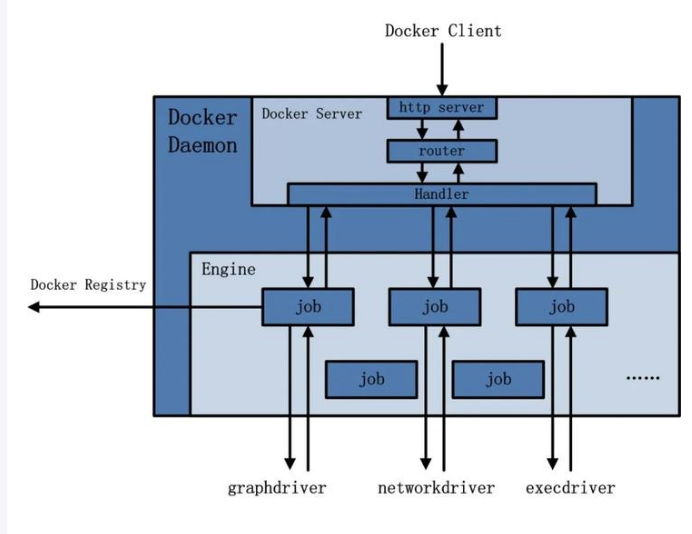 Docker Client
Docker
Daemon
Docker Server
http server
router
Handler
Engine
Docker Registry
job
job
job
job
job
......
graphdriver
networkdriver
execdriver